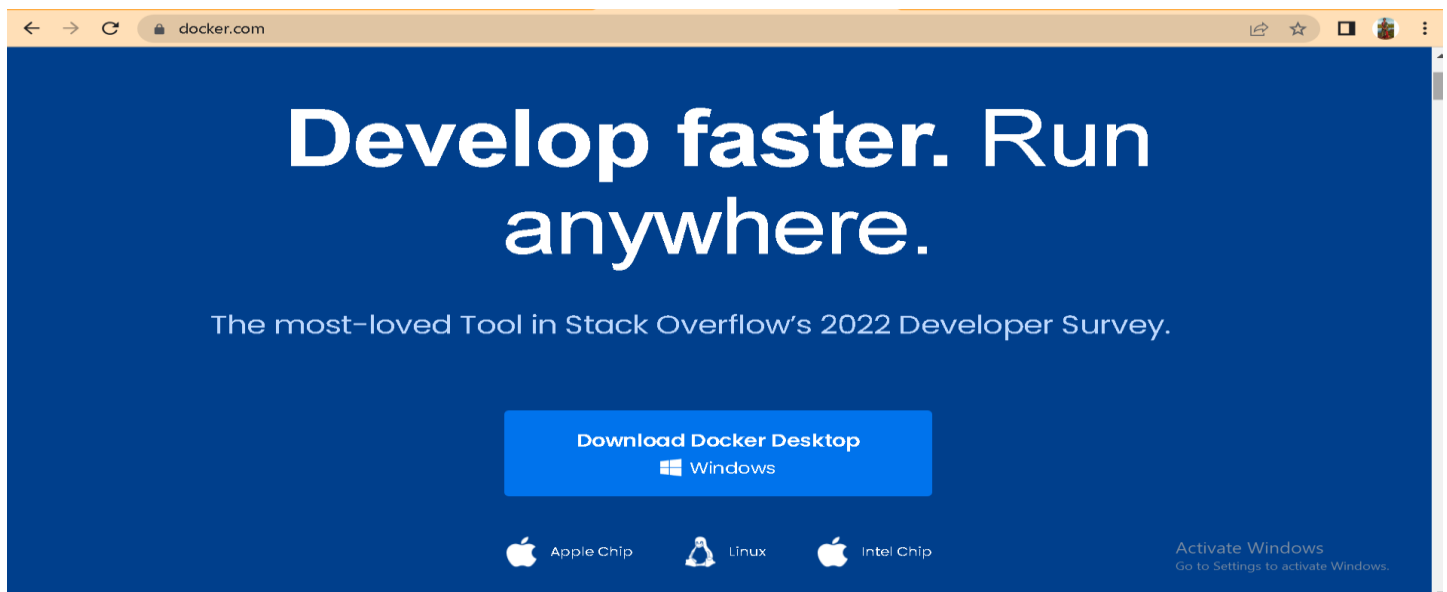 docker.com
Develop faster. Run
anywhere.
The most-loved Tool in Stack Overflow's 2022 Developer Survey.
Download Docker Desktop
Windows
Apple Chip Linux Intel Chip
Activate Windows
Go to Settings to activate Windows.